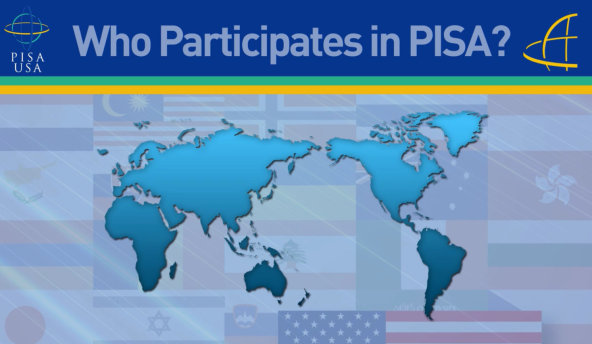 Who Participates in PISA?
PISA
USA